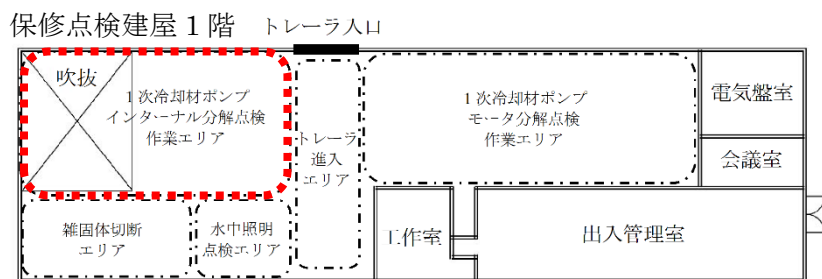 保修点検建屋１階
トレーラ入口
吹抜
１次冷却材ポンプ
インターナル分解点検
作業エリア
トレーラ
進入
エリア
１次冷却材ポンプ
モータ分解点検
作業エリア
電気盤室
会議室
雑固体切断
エリア
水中照明
点検エリア
工作室
出入管理室